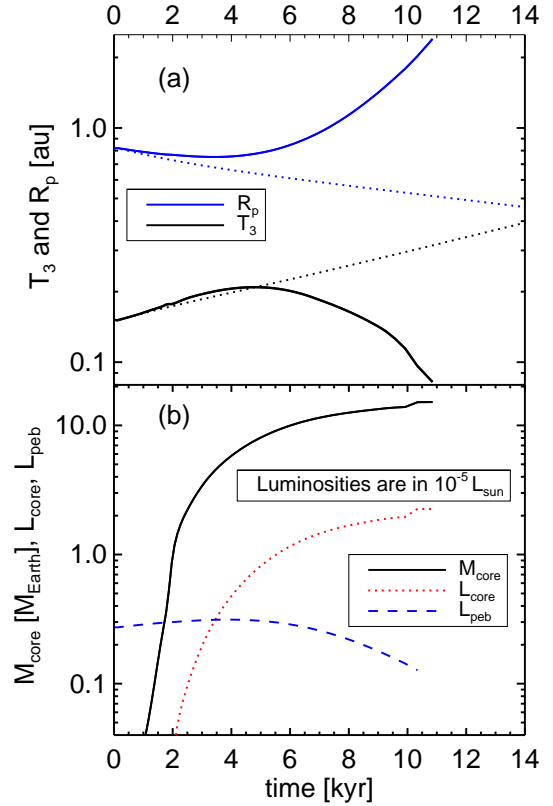 0 2 4 6 8 10 12 14
(a)
1.0
0.1
T3 and Rp [au]
Rp
T3
(b)
10.0
1.0
0.1
Mcore [MEarth], Lcore, Lpeb
Luminosities are in 10-5 Lsun
Mcore
Lcore
Lpeb
0 2 4 6 8 10 12 14
time [kyr]